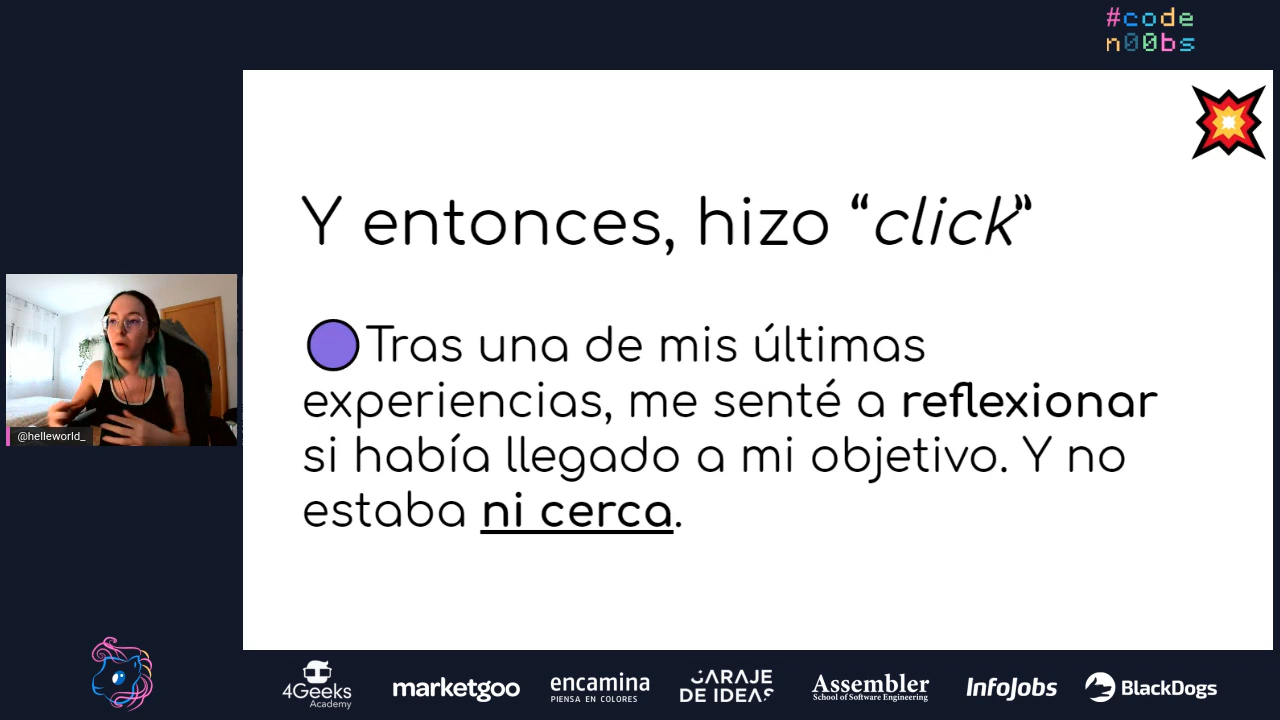 #code
n00bs
Y entonces, hizo “click”
Tras una de mis últimas
experiencias, me senté a reflexionar
si había llegado a mi objetivo. Y no
estaba ni cerca.
@helleworld_
4Geeks
Academy
marketgoo
encamina
PIENSA EN COLORES
GARAJE
DE IDEAS
Assembler
School of Software Engineering
InfoJobs
BlackDogs